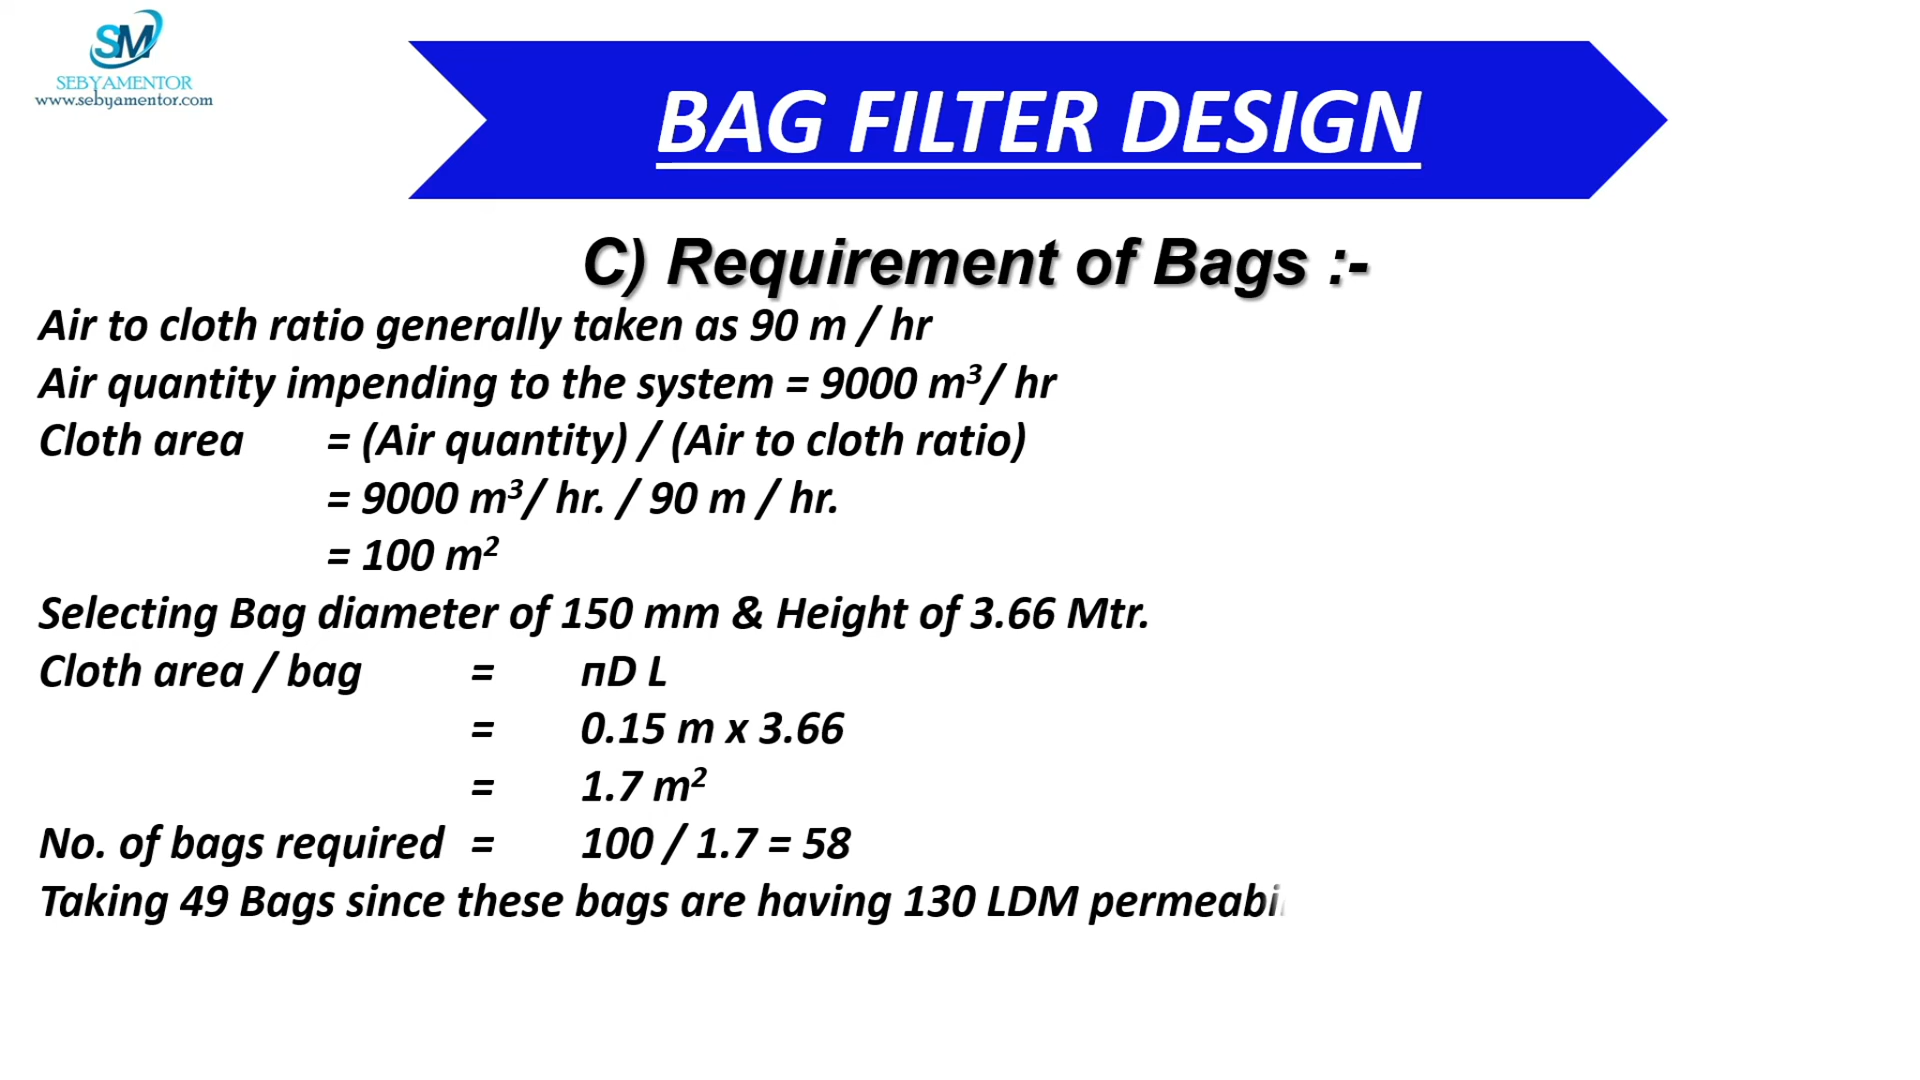 SM
SEBYAMENTOR
www.sebyamentor.com
BAG FILTER DESIGN
C) Requirement of Bags :-
Air to cloth ratio generally taken as 90 m / hr
Air quantity impending to the system = 9000 m³/ hr
Cloth area = (Air quantity) / (Air to cloth ratio)
= 9000 m³/ hr. / 90 m / hr.
= 100 m²
Selecting Bag diameter of 150 mm & Height of 3.66 Mtr.
Cloth area / bag = пD L
= 0.15 m x 3.66
= 1.7 m²
No. of bags required = 100 / 1.7 = 58
Taking 49 Bags since these bags are having 130 LDM